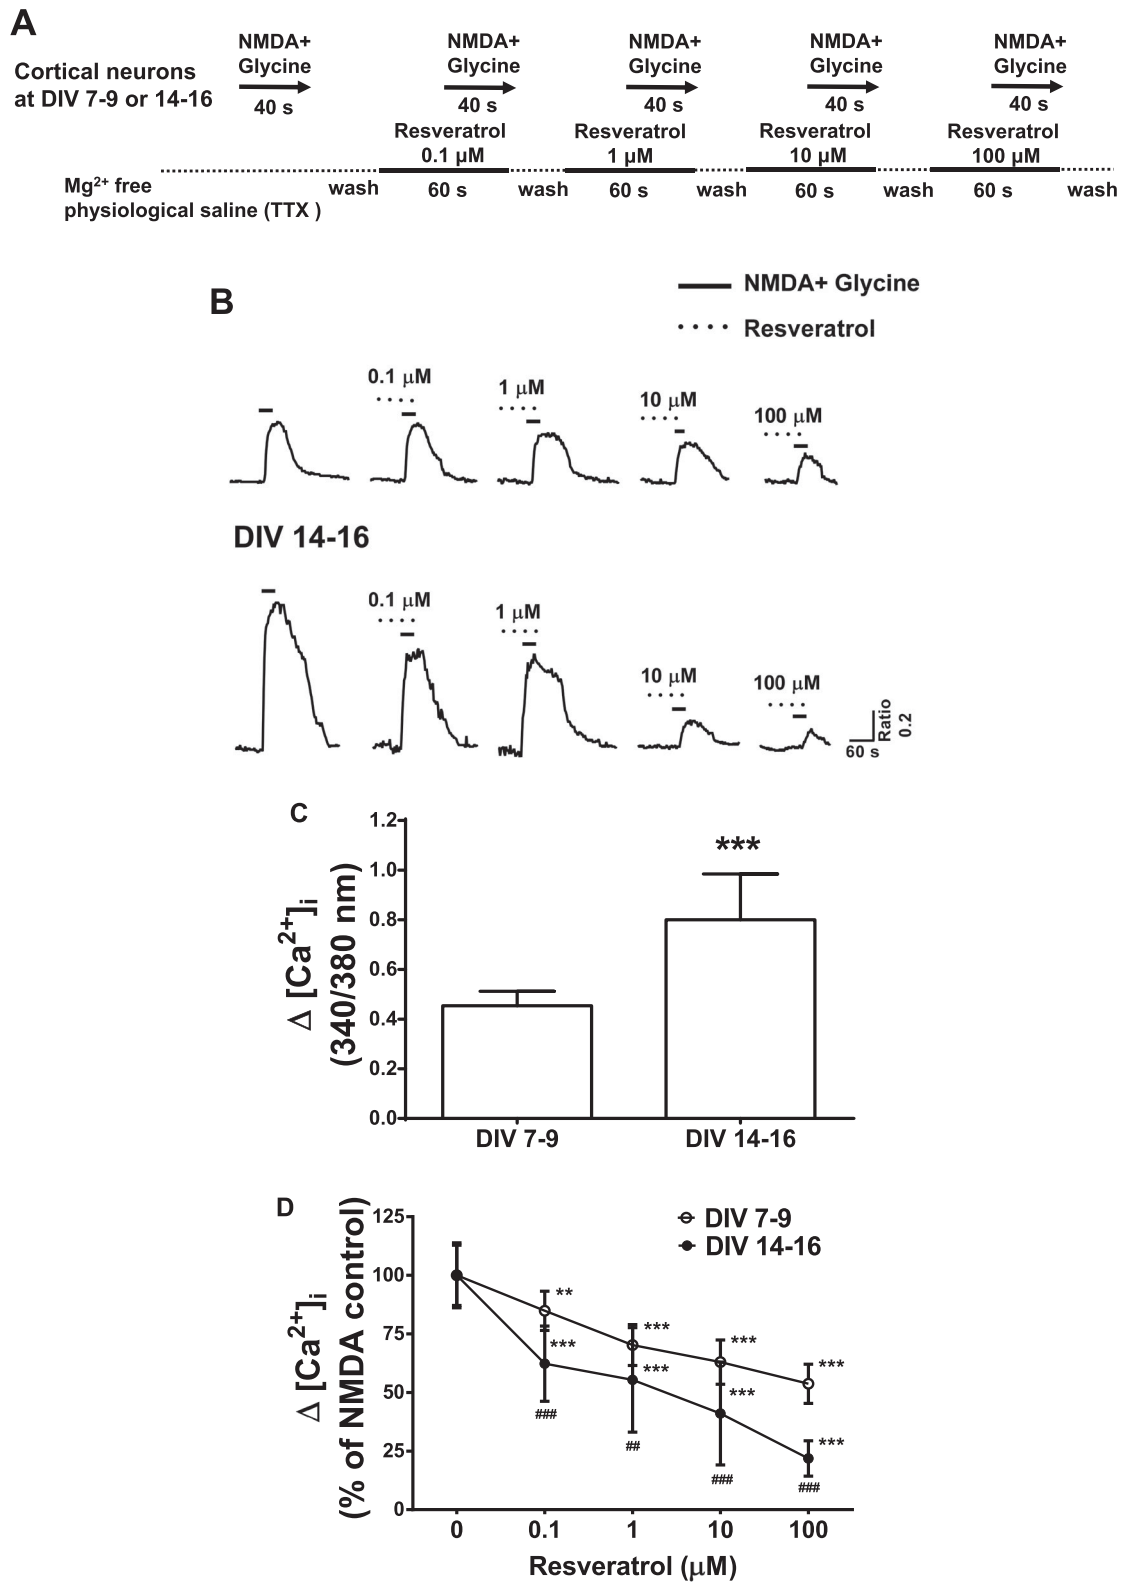 A
Cortical neurons
at DIV 7-9 or 14-16
NMDA+
Glycine
40 s
NMDA+
Glycine
40 s
NMDA+
Glycine
40 s
NMDA+
Glycine
40 s
NMDA+
Glycine
40 s
Resveratrol
0.1 µM
Resveratrol
1 µM
Resveratrol
10 µM
Resveratrol
100 µM
Mg²⁺ free
physiological saline (TTX )
wash 60 s wash 60 s wash 60 s wash 60 s wash
B
NMDA+ Glycine
Resveratrol
0.1 µM
1 µM
10 µM
100 µM
DIV 14-16
0.1 µM
1 µM
10 µM
100 µM
Ratio
0.2
60 s
C
Δ [Ca²⁺]i
(340/380 nm)
1.2
1.0
0.8
0.6
0.4
0.2
0.0
***
DIV 7-9 DIV 14-16
D
Δ [Ca²⁺]i
(% of NMDA control)
125
100
75
50
25
0
DIV 7-9
DIV 14-16
**
***
***
***
***
***
***
***
###
##
###
###
0 0.1 1 10 100
Resveratrol (µM)